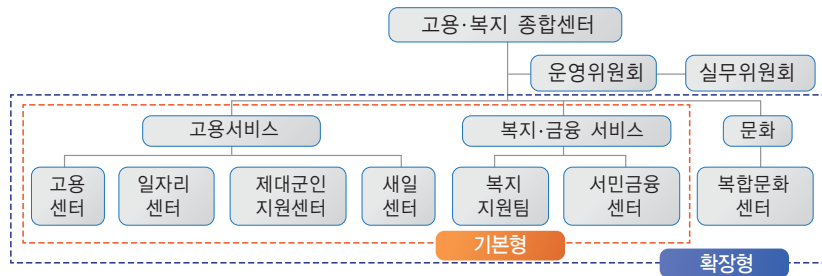 고용·복지 종합센터
운영위원회
실무위원회
고용서비스
복지·금융 서비스
문화
고용
센터
일자리
센터
제대군인
지원센터
새일
센터
복지
지원팀
서민금융
센터
복합문화
센터
기본형
확장형